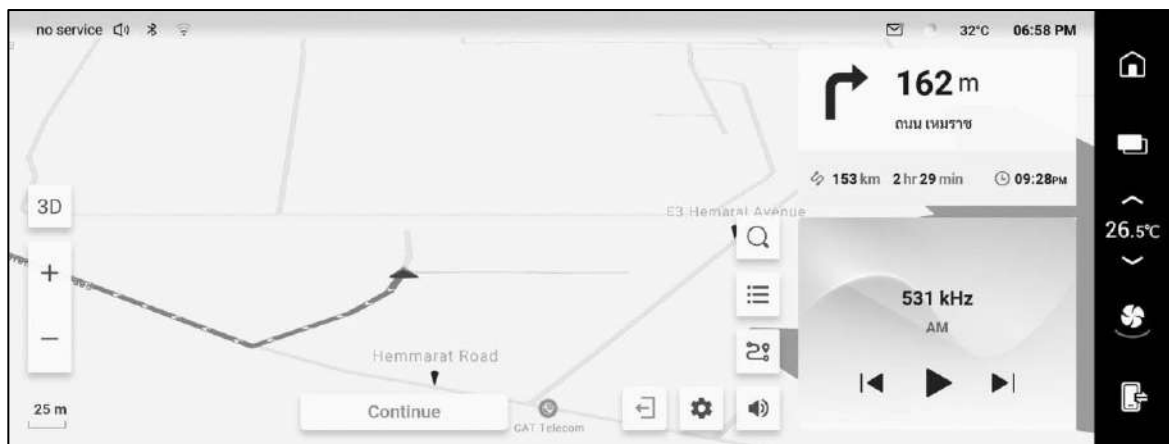 no service
32°C 06:58 PM
162 m
ถนน เหมราช
153 km 2 hr 29 min 09:28PM
3D
E3 Hemaraj Avenue
26.5°C
+
531 kHz
AM
−
Hemmarat Road
25 m
Continue
CAT Telecom